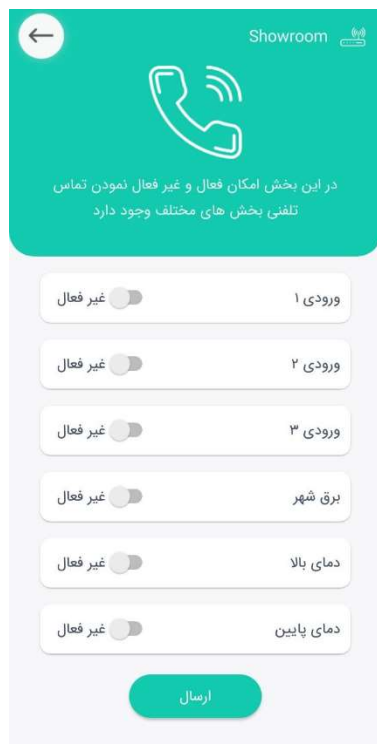 Showroom
در این بخش امکان فعال و غیر فعال نمودن تماس
تلفنی بخش های مختلف وجود دارد
ورودی ۱
غیر فعال
ورودی ۲
غیر فعال
ورودی ۳
غیر فعال
برق شهر
غیر فعال
دمای بالا
غیر فعال
دمای پایین
غیر فعال
ارسال